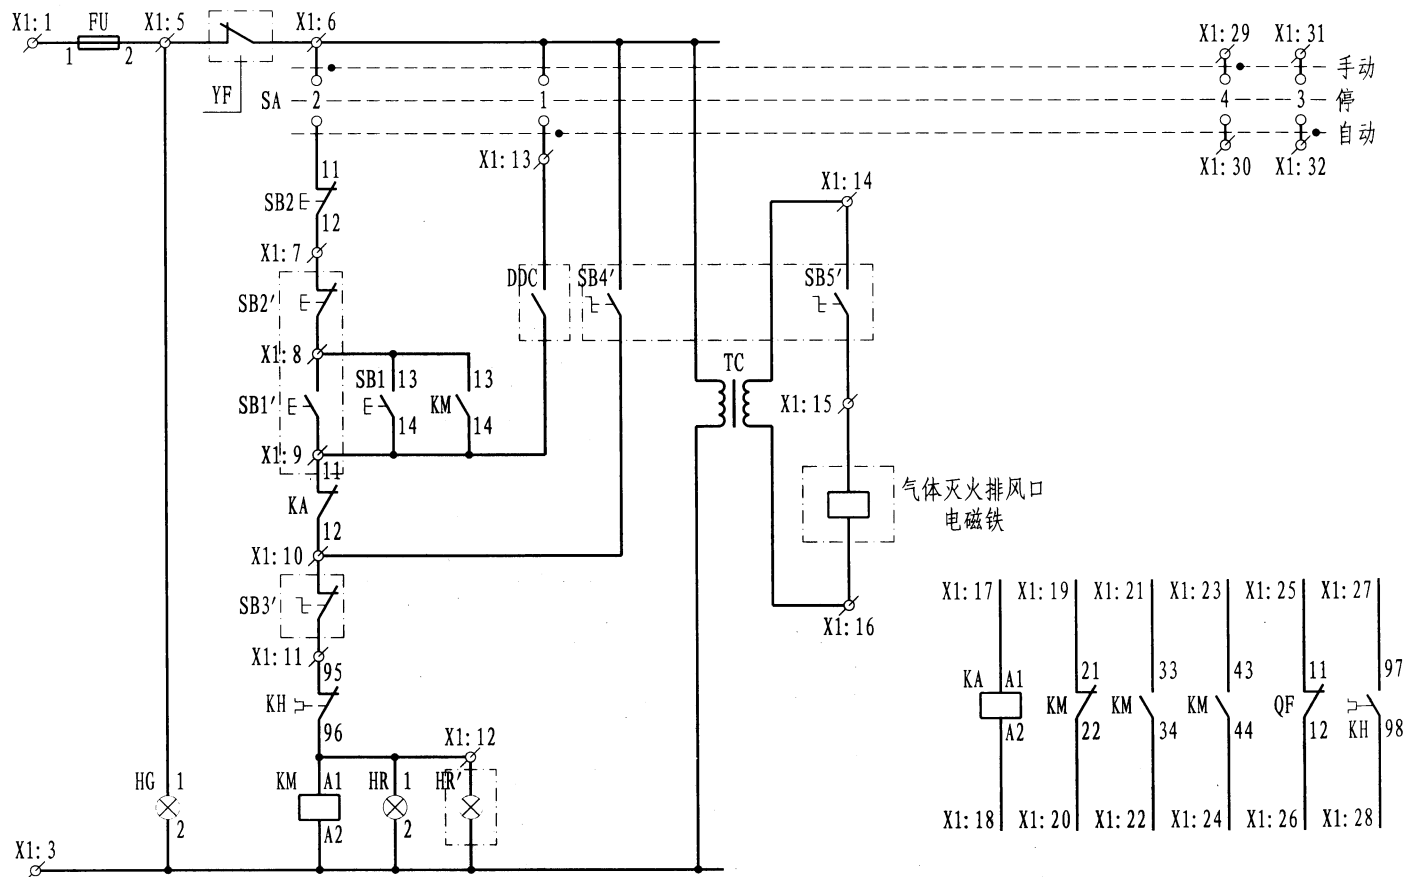 X1:1
FU
1
2
X1:5
X1:6
X1:29
X1:31
手动
YF
SA
2
1
4
3
停
自动
X1:13
X1:30
X1:32
11
SB2
12
X1:14
X1:7
SB2′
DDC
SB4′
SB5′
X1:8
TC
SB1′
SB1
13
14
KM
13
14
X1:15
X1:9
11
KA
12
气体灭火排风口
电磁铁
X1:10
SB3′
X1:16
X1:11
95
KH
96
X1:12
X1:17
X1:19
X1:21
X1:23
X1:25
X1:27
KA
A1
A2
KM
21
22
KM
33
34
KM
43
44
QF
11
12
KH
97
98
X1:18
X1:20
X1:22
X1:24
X1:26
X1:28
HG
1
2
KM
A1
A2
HR
1
2
HR′
X1:3